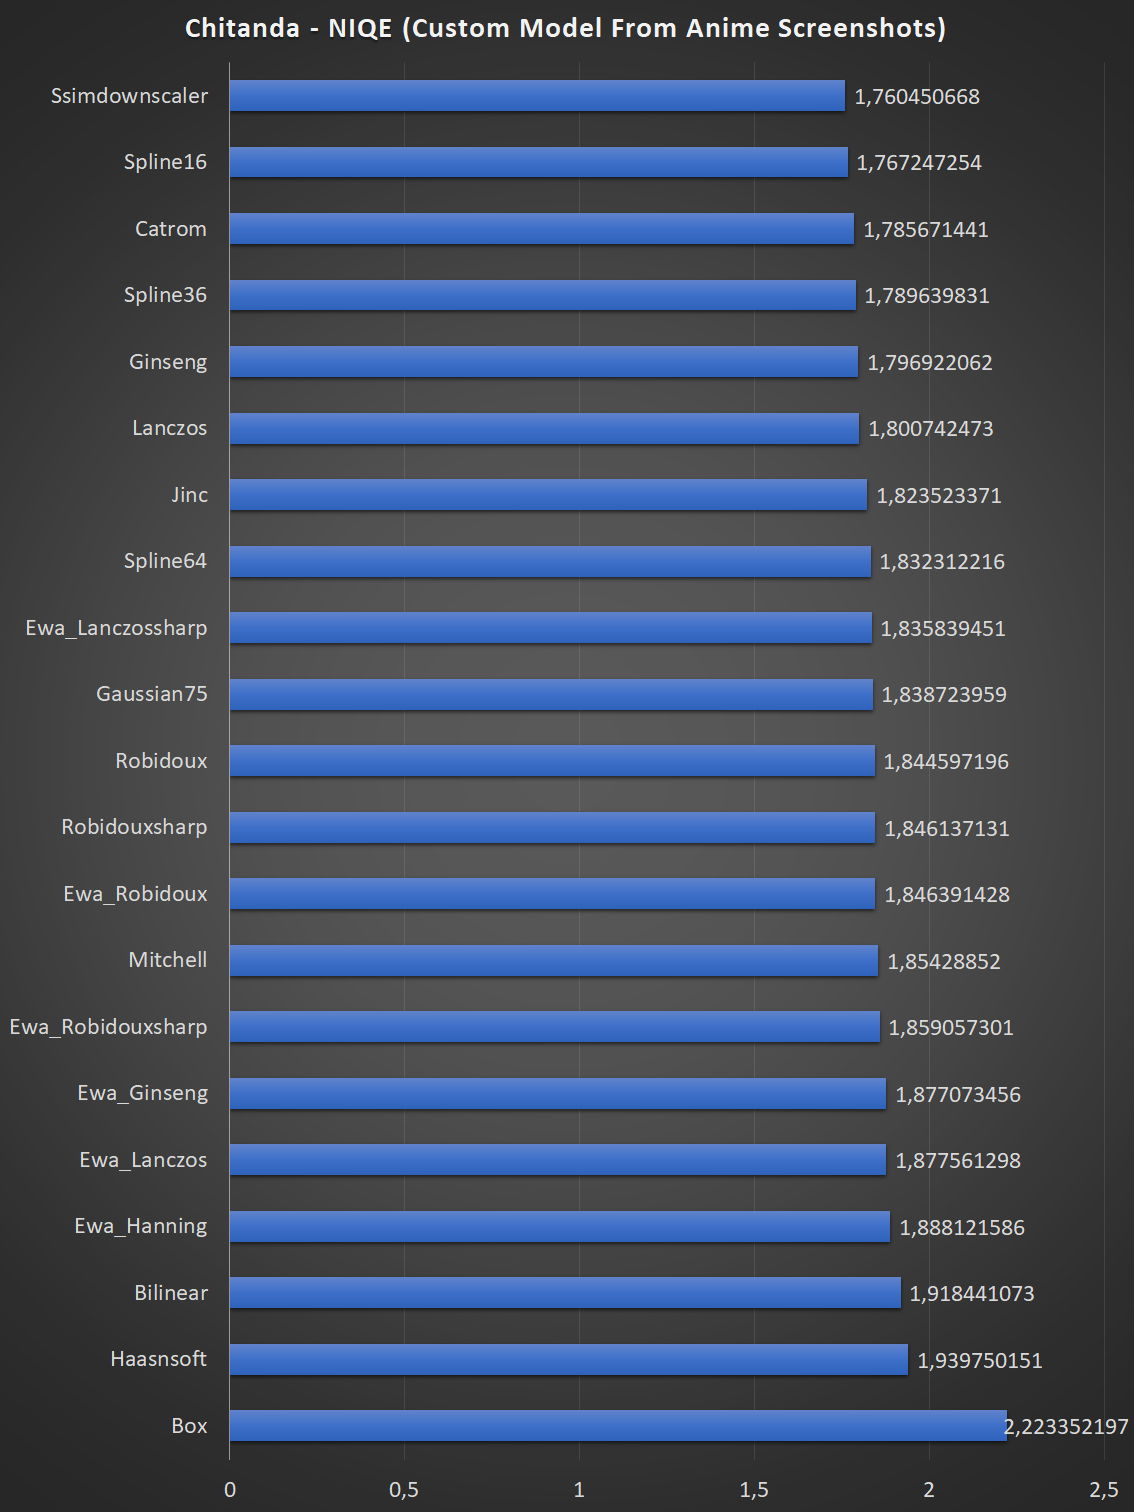 Chitanda - NIQE (Custom Model From Anime Screenshots)
Ssimdownscaler 1,760450668
Spline16 1,767247254
Catrom 1,785671441
Spline36 1,789639831
Ginseng 1,796922062
Lanczos 1,800742473
Jinc 1,823523371
Spline64 1,832312216
Ewa_Lanczossharp 1,835839451
Gaussian75 1,838723959
Robidoux 1,844597196
Robidouxsharp 1,846137131
Ewa_Robidoux 1,846391428
Mitchell 1,85428852
Ewa_Robidouxsharp 1,859057301
Ewa_Ginseng 1,877073456
Ewa_Lanczos 1,877561298
Ewa_Hanning 1,888121586
Bilinear 1,918441073
Haasnsoft 1,939750151
Box 2,223352197
0 0,5 1 1,5 2 2,5